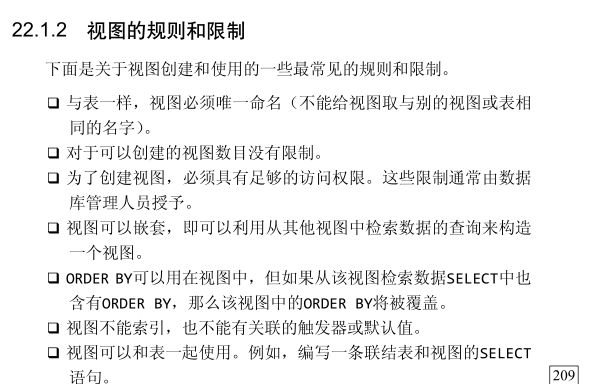 22.1.2 视图的规则和限制
下面是关于视图创建和使用的一些最常见的规则和限制。
❑ 与表一样，视图必须唯一命名（不能给视图取与别的视图或表相
同的名字）。
❑ 对于可以创建的视图数目没有限制。
❑ 为了创建视图，必须具有足够的访问权限。这些限制通常由数据
库管理人员授予。
❑ 视图可以嵌套，即可以利用从其他视图中检索数据的查询来构造
一个视图。
❑ ORDER BY可以用在视图中，但如果从该视图检索数据SELECT中也
含有ORDER BY，那么该视图中的ORDER BY将被覆盖。
❑ 视图不能索引，也不能有关联的触发器或默认值。
❑ 视图可以和表一起使用。例如，编写一条联结表和视图的SELECT
语句。
209